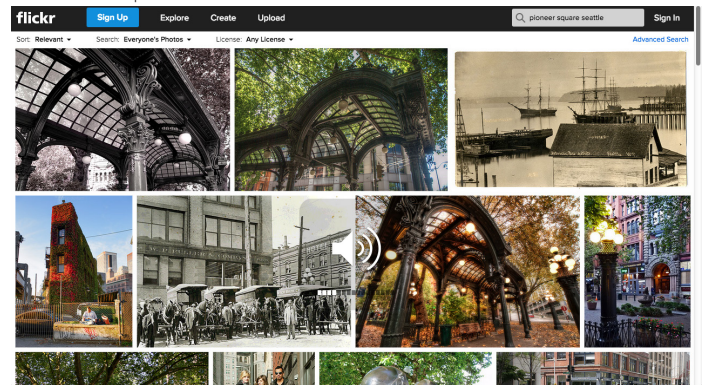 flickr Sign Up Explore Create Upload pioneer square seattle Sign In
Sort: Relevant Search: Everyone's Photos License: Any License Advanced Search